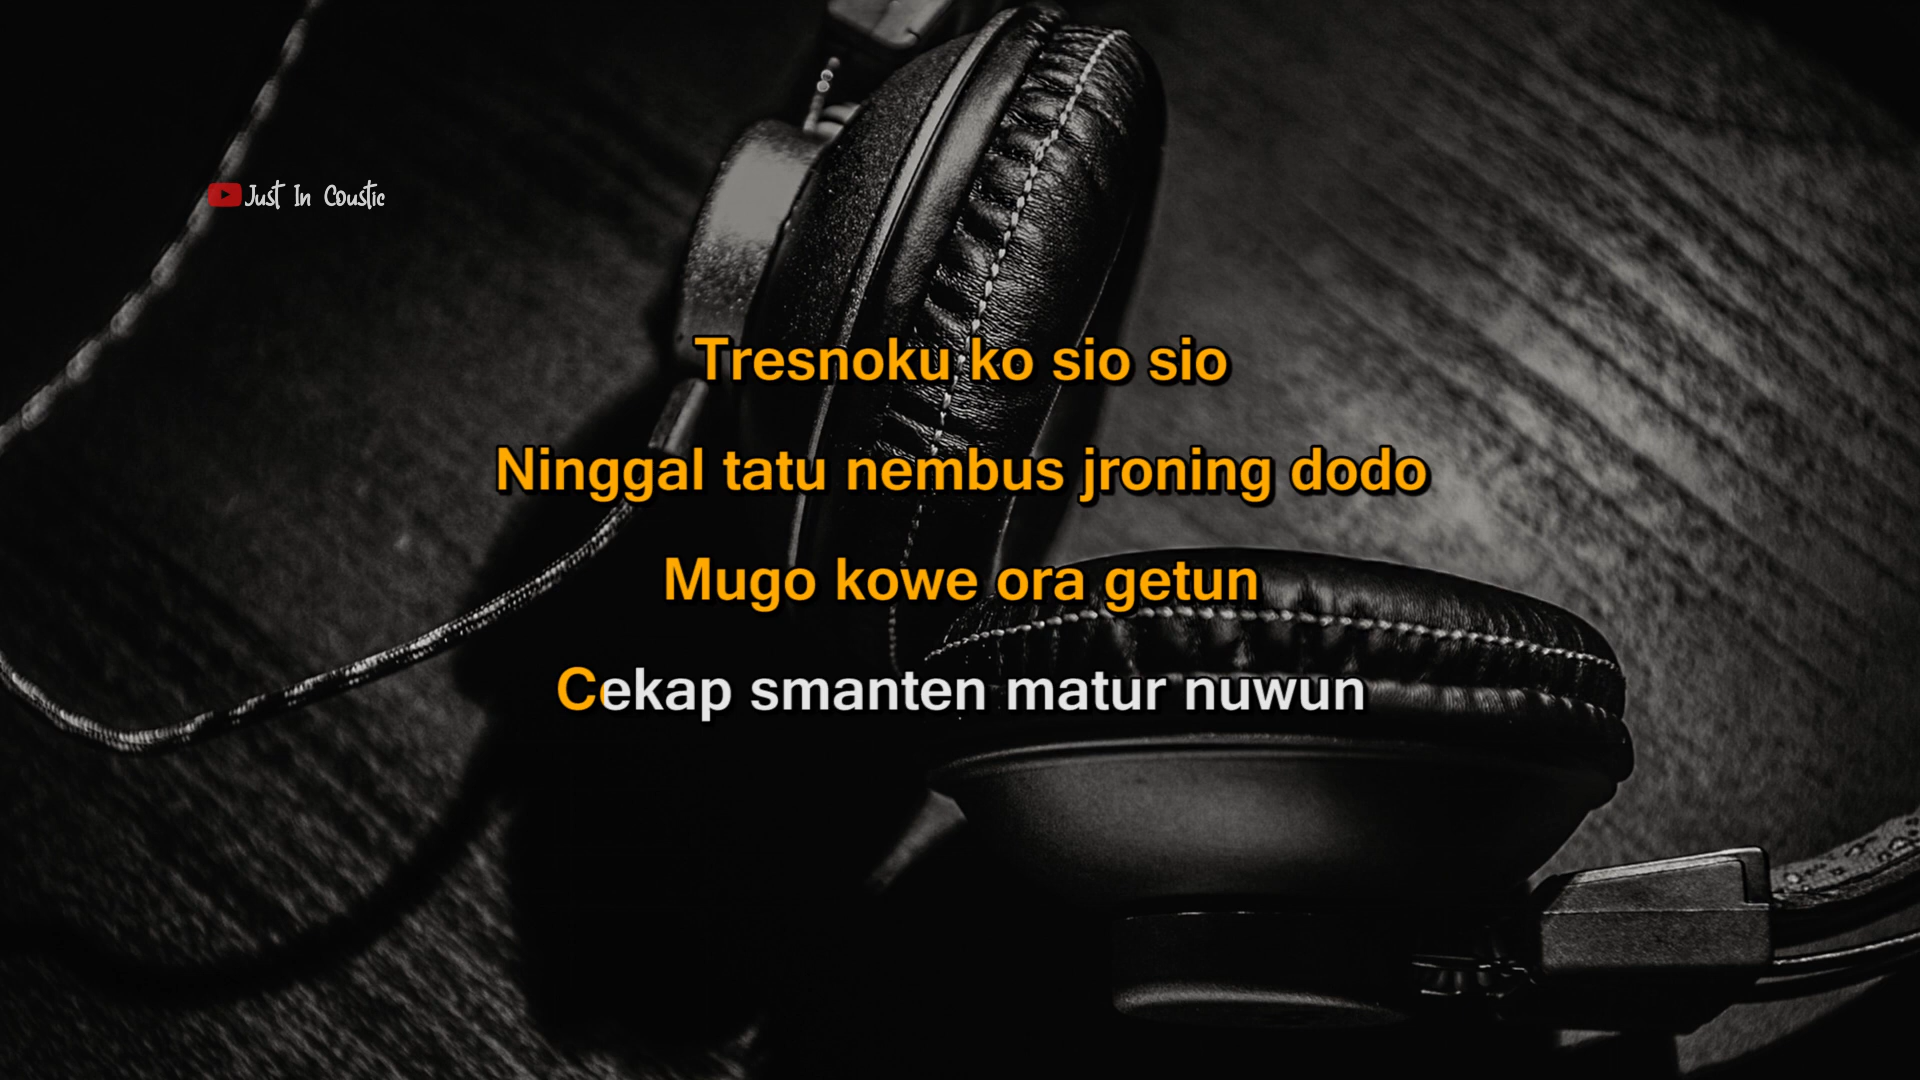 Just In Coustic
Tresnoku ko sio sio
Ninggal tatu nembus jroning dodo
Mugo kowe ora getun
Cekap smanten matur nuwun